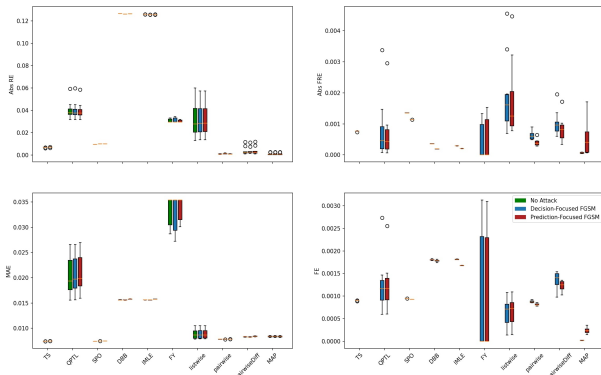 Abs RE
0.12
0.10
0.08
0.06
0.04
0.02
0.00
Abs FRE
0.004
0.003
0.002
0.001
0.000
MAE
0.035
0.030
0.025
0.020
0.015
0.010
TS
QPTL
SPO
DBB
IMLE
FY
listwise
pairwise
pairwiseDiff
MAP
FE
0.0030
0.0025
0.0020
0.0015
0.0010
0.0005
0.0000
No Attack
Decision-Focused FGSM
Prediction-Focused FGSM
TS
QPTL
SPO
DBB
IMLE
FY
listwise
pairwise
pairwiseDiff
MAP